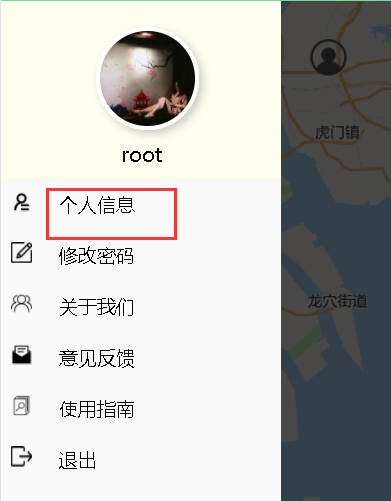 root
虎门镇
个人信息
修改密码
关于我们
龙穴街道
意见反馈
使用指南
退出